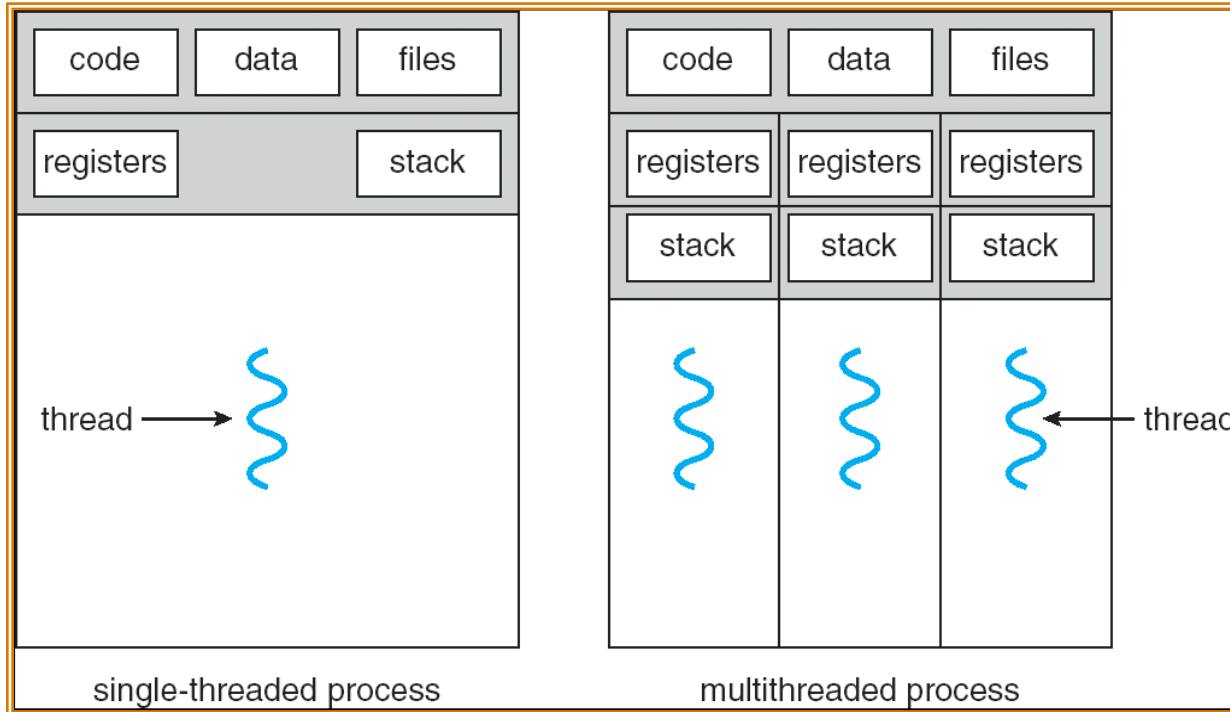 code data files code data files
registers stack registers registers registers
stack stack stack
thread thread
single-threaded process multithreaded process